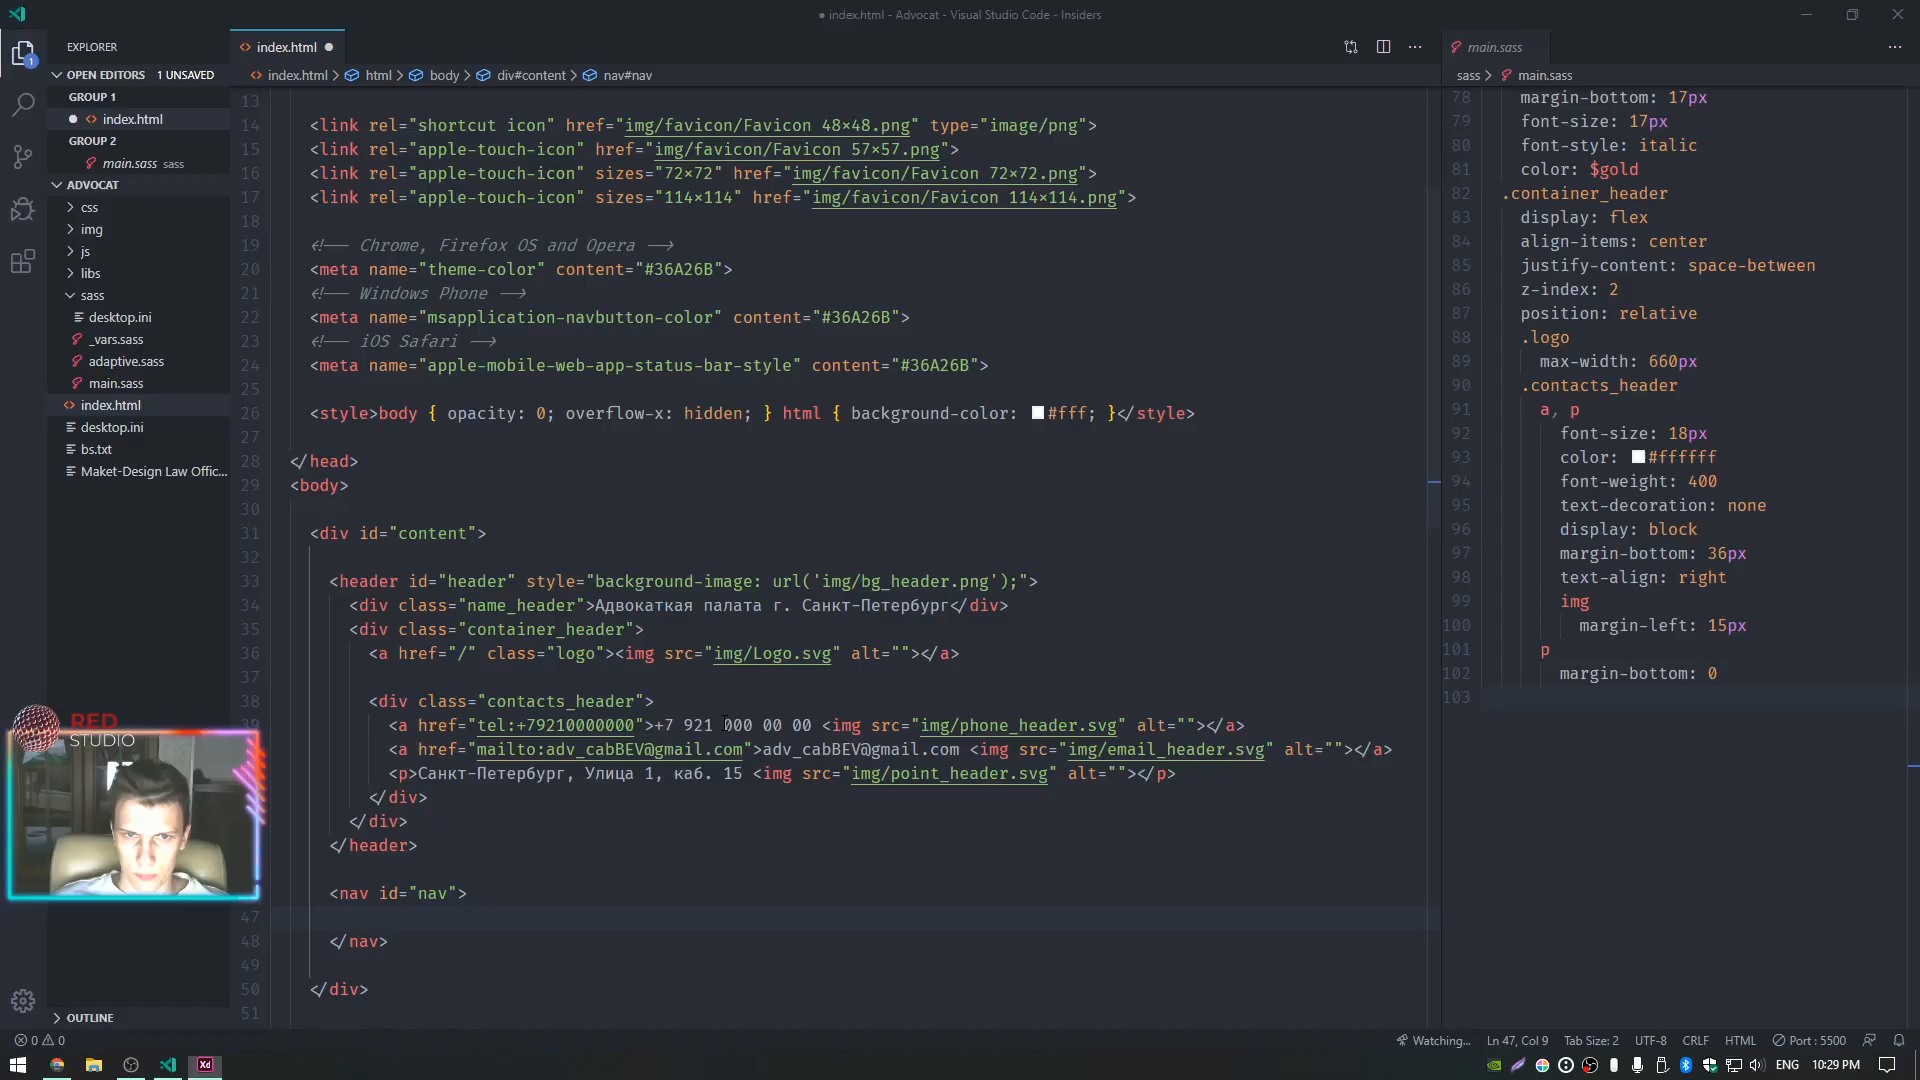 ● index.html - Advocat - Visual Studio Code - Insiders
EXPLORER
OPEN EDITORS 1 UNSAVED
GROUP 1
index.html
GROUP 2
main.sass sass
ADVOCAT
css
img
js
libs
sass
desktop.ini
_vars.sass
adaptive.sass
main.sass
index.html
desktop.ini
bs.txt
Maket-Design Law Offic...
OUTLINE
1
RED
STUDIO
index.html
index.html > html > body > div#content > nav#nav
13
14 <link rel="shortcut icon" href="img/favicon/Favicon 48×48.png" type="image/png">
15 <link rel="apple-touch-icon" href="img/favicon/Favicon 57×57.png">
16 <link rel="apple-touch-icon" sizes="72×72" href="img/favicon/Favicon 72×72.png">
17 <link rel="apple-touch-icon" sizes="114×114" href="img/favicon/Favicon 114×114.png">
18
19 <!-- Chrome, Firefox OS and Opera -->
20 <meta name="theme-color" content="#36A26B">
21 <!-- Windows Phone -->
22 <meta name="msapplication-navbutton-color" content="#36A26B">
23 <!-- iOS Safari -->
24 <meta name="apple-mobile-web-app-status-bar-style" content="#36A26B">
25
26 <style>body { opacity: 0; overflow-x: hidden; } html { background-color: #fff; }</style>
27
28 </head>
29 <body>
30
31 <div id="content">
32
33 <header id="header" style="background-image: url('img/bg_header.png');">
34 <div class="name_header">Адвокаткая палата г. Санкт-Петербург</div>
35 <div class="container_header">
36 <a href="/" class="logo"><img src="img/Logo.svg" alt=""></a>
37
38 <div class="contacts_header">
39 <a href="tel:+79210000000">+7 921 000 00 00 <img src="img/phone_header.svg" alt=""></a>
<a href="mailto:adv_cabBEV@gmail.com">adv_cabBEV@gmail.com <img src="img/email_header.svg" alt=""></a>
<p>Санкт-Петербург, Улица 1, каб. 15 <img src="img/point_header.svg" alt=""></p>
</div>
</div>
</header>
<nav id="nav">
47
48 </nav>
49
50 </div>
51
main.sass
sass > main.sass
78 margin-bottom: 17px
79 font-size: 17px
80 font-style: italic
81 color: $gold
82 .container_header
83 display: flex
84 align-items: center
85 justify-content: space-between
86 z-index: 2
87 position: relative
88 .logo
89 max-width: 660px
90 .contacts_header
91 a, p
92 font-size: 18px
93 color: #ffffff
94 font-weight: 400
95 text-decoration: none
96 display: block
97 margin-bottom: 36px
98 text-align: right
99 img
100 margin-left: 15px
101 p
102 margin-bottom: 0
103
0 0
Watching... Ln 47, Col 9 Tab Size: 2 UTF-8 CRLF HTML Port : 5500
Xd
ENG 10:29 PM